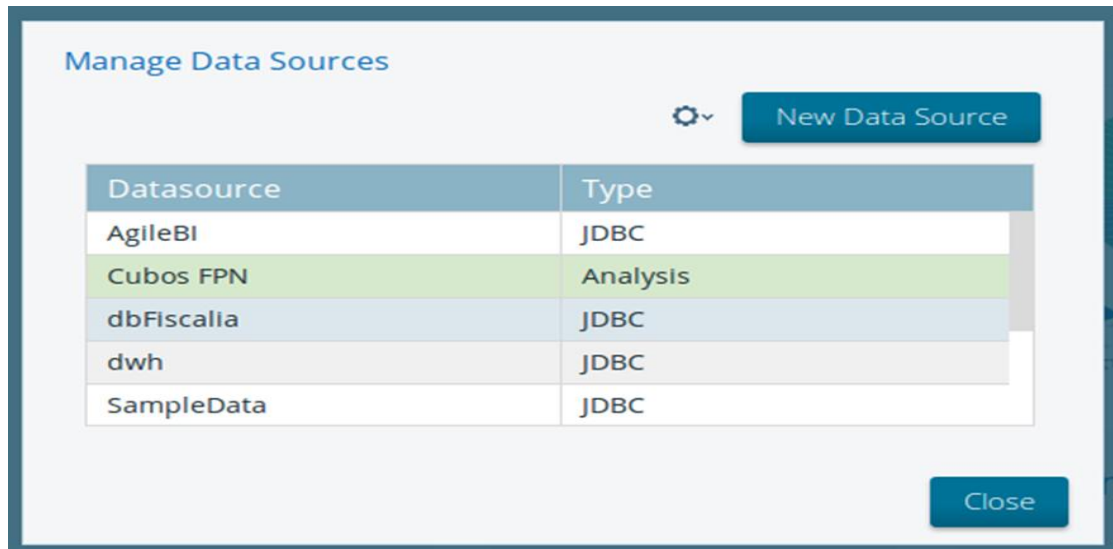 Manage Data Sources
New Data Source
Datasource Type
AgileBI JDBC
Cubos FPN Analysis
dbFiscalia JDBC
dwh JDBC
SampleData JDBC
Close